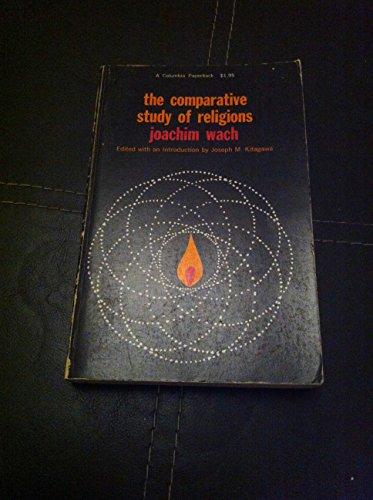 A Columbia Paperback $1.95
the comparative
study of religions
joachim wach
Edited with an Introduction by Joseph M. Kitagawa